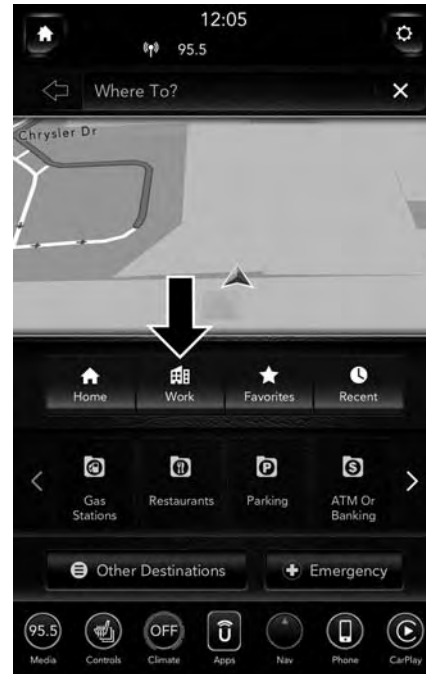 12:05
95.5
Where To?
Chrysler Dr
Home Work Favorites Recent
Gas Stations Restaurants Parking ATM Or Banking
Other Destinations Emergency
95.5 OFF
Media Controls Climate Apps Nav Phone CarPlay